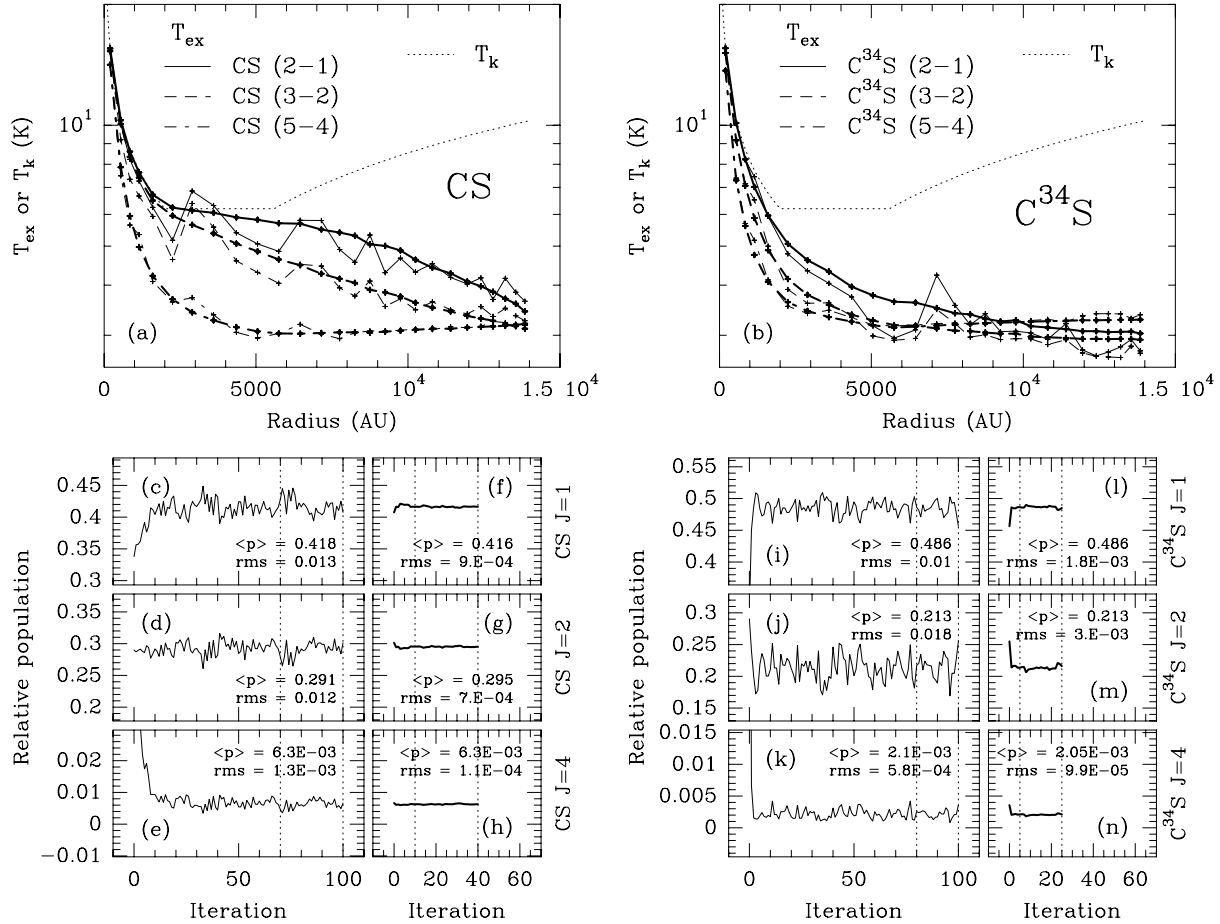 T_ex
CS (2−1)
CS (3−2)
CS (5−4)
T_k
CS
(a)
T_ex or T_k (K)
10^1
0
5000
10^4
1.5 10^4
Radius (AU)
T_ex
C^34S (2−1)
C^34S (3−2)
C^34S (5−4)
T_k
C^34S
(b)
T_ex or T_k (K)
10^1
0
5000
10^4
1.5 10^4
Radius (AU)
Relative population
0.45
0.4
0.35
0.3
(c)
<p> = 0.418
rms = 0.013
(f)
<p> = 0.416
rms = 9.E−04
CS J=1
0.35
0.3
0.25
0.2
(d)
<p> = 0.291
rms = 0.012
(g)
<p> = 0.295
rms = 7.E−04
CS J=2
0.02
0.01
0
−0.01
<p> = 6.3E−03
rms = 1.3E−03
(e)
<p> = 6.3E−03
rms = 1.1E−04
(h)
CS J=4
0
50
100
0
20
40
60
Iteration
Iteration
Relative population
0.55
0.5
0.45
0.4
(i)
<p> = 0.486
rms = 0.01
(l)
<p> = 0.486
rms = 1.8E−03
C^34S J=1
0.3
0.25
0.2
0.15
(j)
<p> = 0.213
rms = 0.018
<p> = 0.213
rms = 3.E−03
(m)
C^34S J=2
0.015
0.01
0.005
0
(k)
<p> = 2.1E−03
rms = 5.8E−04
<p> = 2.05E−03
rms = 9.9E−05
(n)
C^34S J=4
0
50
100
0
20
40
60
Iteration
Iteration